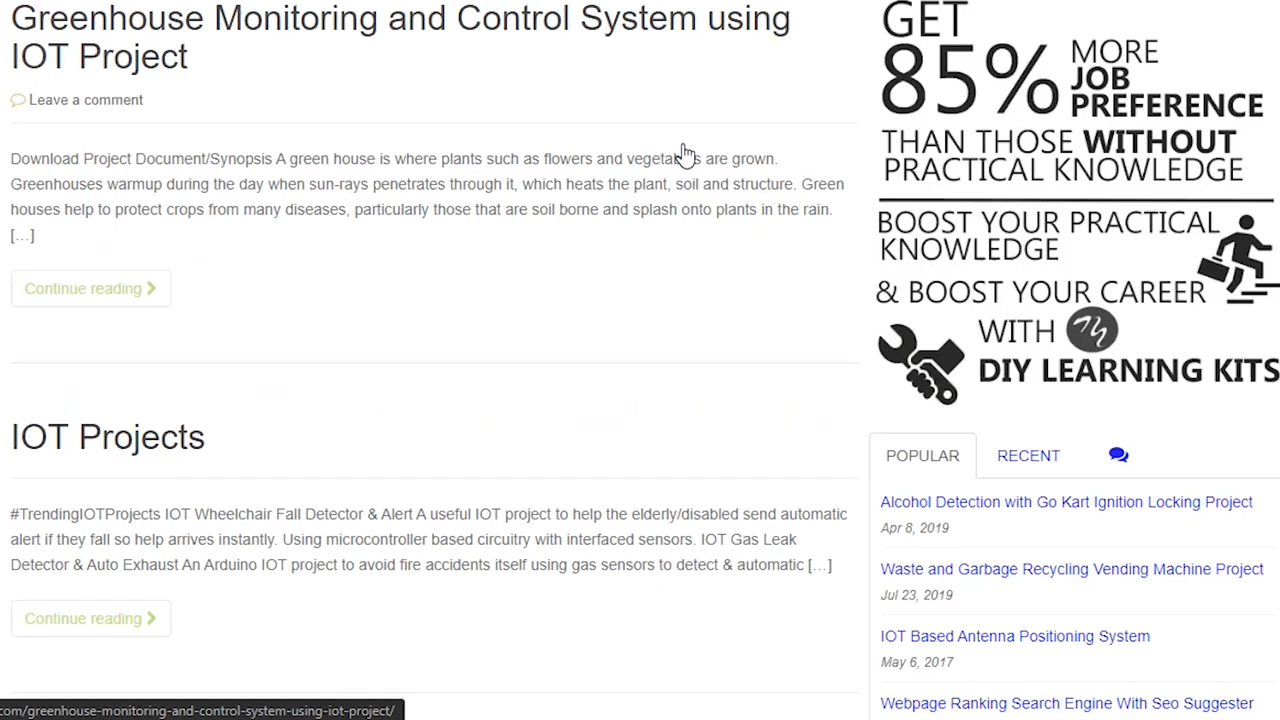 Greenhouse Monitoring and Control System using
IOT Project
Leave a comment
Download Project Document/Synopsis A green house is where plants such as flowers and are grown.
Greenhouses warmup during the day when sun-rays penetrates through it, which heats the plant, soil and structure. Green
houses help to protect crops from many diseases, particularly those that are soil borne and splash onto plants in the rain.
[…]
Continue reading
IOT Projects
#TrendingIOTProjects IOT Wheelchair Fall Detector & Alert A useful IOT project to help the elderly/disabled send automatic
alert if they fall so help arrives instantly. Using microcontroller based circuitry with interfaced sensors. IOT Gas Leak
Detector & Auto Exhaust An Arduino IOT project to avoid fire accidents itself using gas sensors to detect & automatic […]
Continue reading
GET
85%
MORE
JOB
PREFERENCE
THAN THOSE WITHOUT
PRACTICAL KNOWLEDGE
BOOST YOUR PRACTICAL
KNOWLEDGE
& BOOST YOUR CAREER
WITH
DIY LEARNING KITS
POPULAR RECENT
Alcohol Detection with Go Kart Ignition Locking Project
Apr 8, 2019
Waste and Garbage Recycling Vending Machine Project
Jul 23, 2019
IOT Based Antenna Positioning System
May 6, 2017
Webpage Ranking Search Engine With Seo Suggester
com/greenhouse-monitoring-and-control-system-using-iot-project/